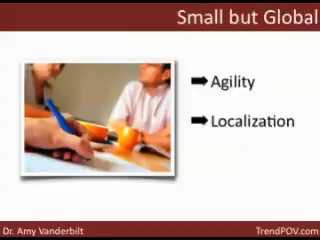 Small but Global
Agility
Localization
Dr. Amy Vanderbilt
TrendPOV.com